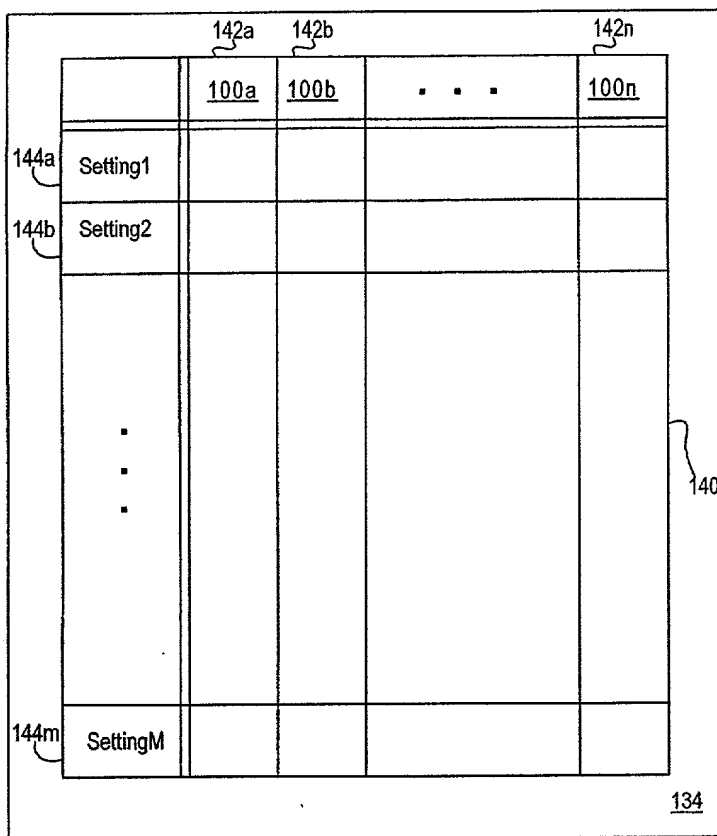 142a 142b 142n
100a 100b . . . 100n
144a Setting1
144b Setting2
140
144m SettingM
134